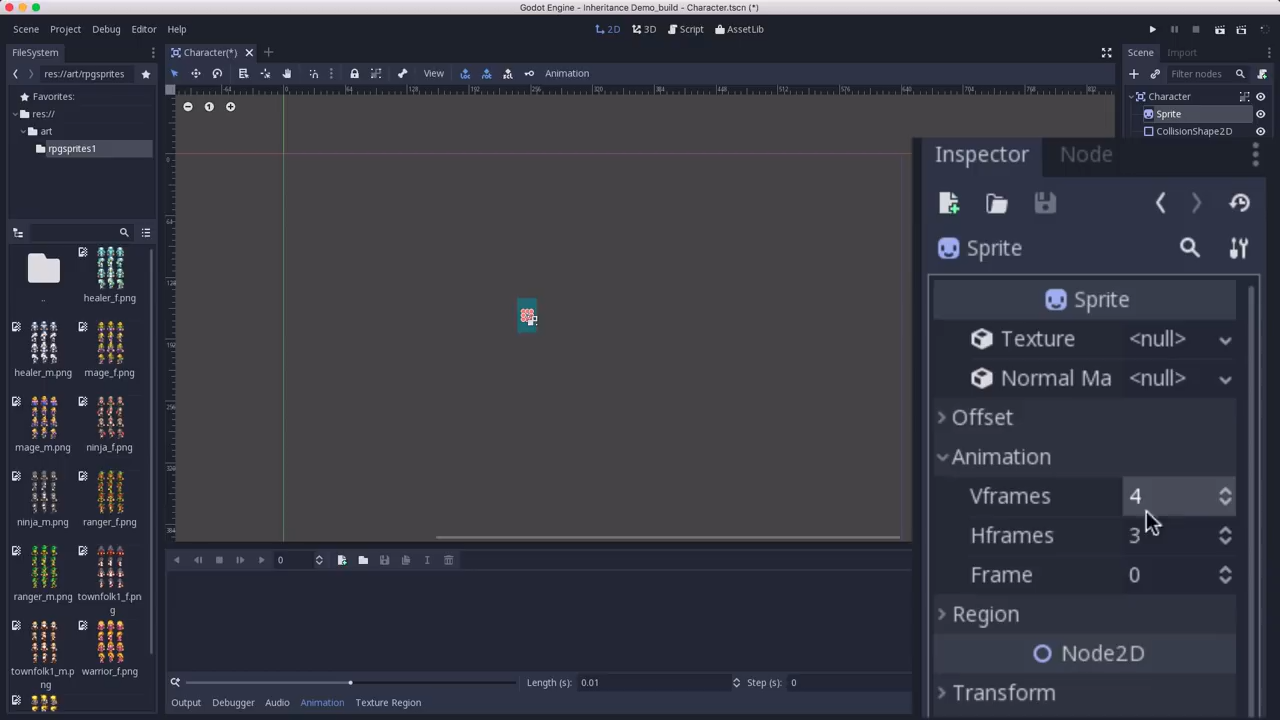 Godot Engine - Inheritance Demo_build - Character.tscn (*)
Scene Project Debug Editor Help
2D 3D Script AssetLib
FileSystem
Character(*)
Scene Import
res://art/rpgsprites
View
Animation
Filter nodes
Favorites:
res://
art
rpgsprites1
Character
Sprite
CollisionShape2D
Inspector Node
Sprite
Sprite
Texture <null>
Normal Ma <null>
Offset
Animation
Vframes 4
Hframes 3
Frame 0
Region
Node2D
Transform
..
healer_f.png
healer_m.png
mage_f.png
mage_m.png
ninja_f.png
ninja_m.png
ranger_f.png
ranger_m.png
townfolk1_f.pn
g
townfolk1_m.p
ng
warrior_f.png
0
Length (s): 0.01
Step (s): 0
Output Debugger Audio Animation Texture Region